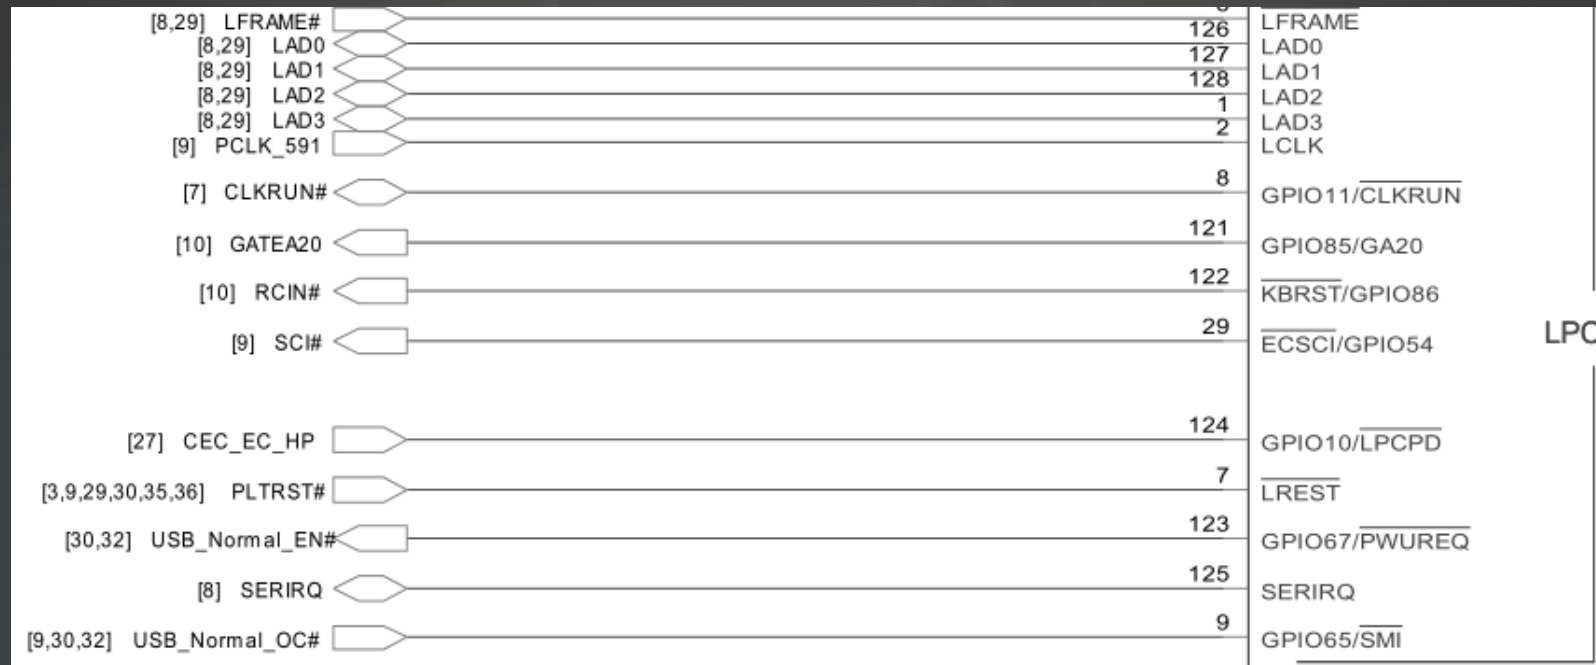 [8,29] LFRAME# LFRAME
[8,29] LAD0 126 LAD0
[8,29] LAD1 127 LAD1
[8,29] LAD2 128 LAD2
[8,29] LAD3 1 LAD3
[9] PCLK_591 2 LCLK
[7] CLKRUN# 8 GPIO11/CLKRUN
[10] GATEA20 121 GPIO85/GA20
[10] RCIN# 122 KBRST/GPIO86
[9] SCI# 29 ECSCI/GPIO54
LPC
[27] CEC_EC_HP 124 GPIO10/LPCPD
[3,9,29,30,35,36] PLTRST# 7 LREST
[30,32] USB_Normal_EN# 123 GPIO67/PWUREQ
[8] SERIRQ 125 SERIRQ
[9,30,32] USB_Normal_OC# 9 GPIO65/SMI